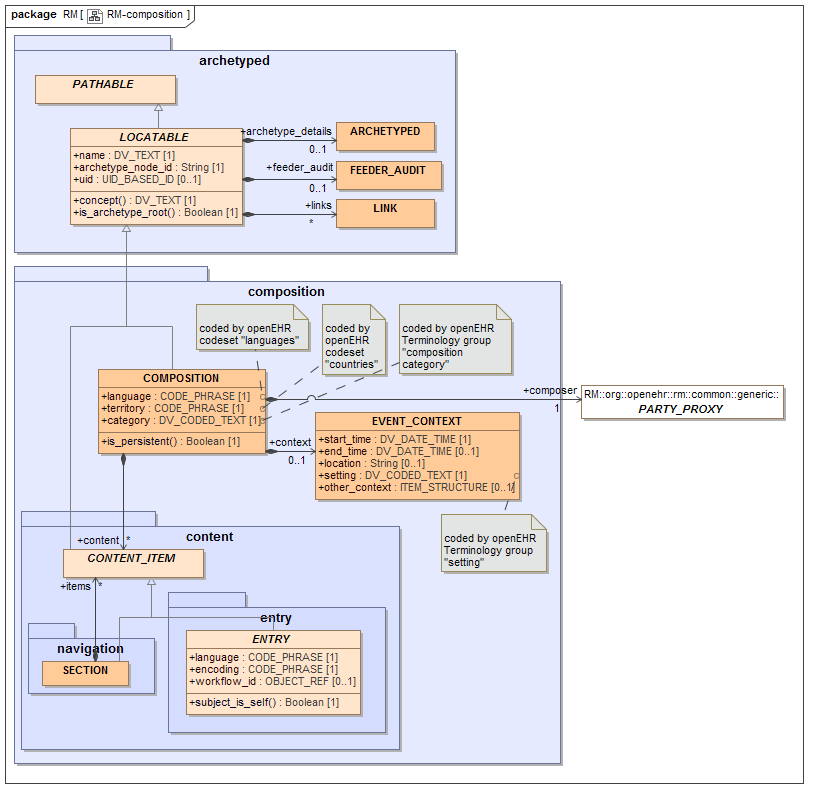 package RM [ RM-composition ]
archetyped
PATHABLE
LOCATABLE
+name : DV_TEXT [1]
+archetype_node_id : String [1]
+uid : UID_BASED_ID [0..1]
+concept() : DV_TEXT [1]
+is_archetype_root() : Boolean [1]
+archetype_details
0..1
ARCHETYPED
+feeder_audit
0..1
FEEDER_AUDIT
+links
*
LINK
composition
coded by openEHR
codeset "languages"
coded by
openEHR
codeset
"countries"
coded by openEHR
Terminology group
"composition
category"
COMPOSITION
+language : CODE_PHRASE [1]
+territory : CODE_PHRASE [1]
+category : DV_CODED_TEXT [1]
+is_persistent() : Boolean [1]
+composer
1
RM::org::openehr::rm::common::generic::
PARTY_PROXY
+context
0..1
EVENT_CONTEXT
+start_time : DV_DATE_TIME [1]
+end_time : DV_DATE_TIME [0..1]
+location : String [0..1]
+setting : DV_CODED_TEXT [1]
+other_context : ITEM_STRUCTURE [0..1]
coded by openEHR
Terminology group
"setting"
content
+content *
CONTENT_ITEM
+items *
navigation
SECTION
entry
ENTRY
+language : CODE_PHRASE [1]
+encoding : CODE_PHRASE [1]
+workflow_id : OBJECT_REF [0..1]
+subject_is_self() : Boolean [1]